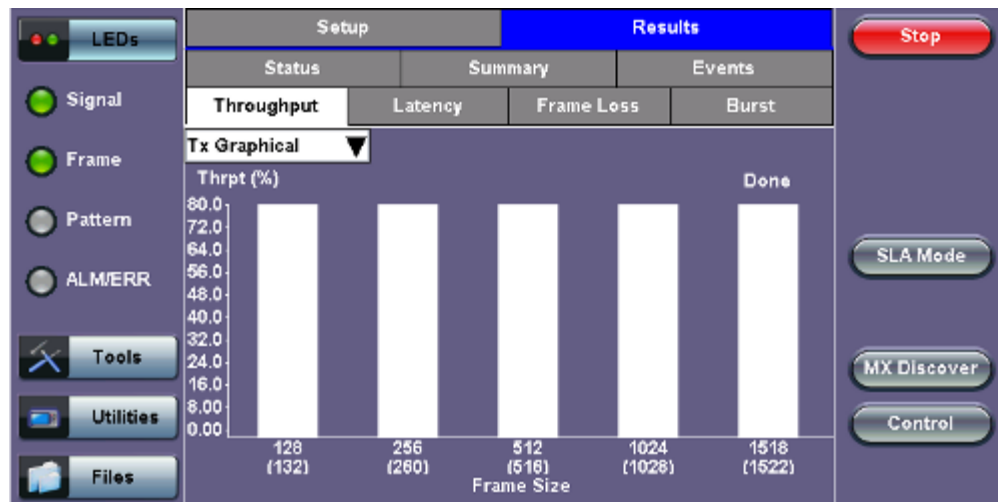 LEDs
Signal
Frame
Pattern
ALM/ERR
Tools
Utilities
Files
Setup Results
Status Summary Events
Throughput Latency Frame Loss Burst
Tx Graphical
Thrpt (%) Done
80.0
72.0
64.0
56.0
48.0
40.0
32.0
24.0
16.0
8.00
0.00
128 256 512 1024 1518
(132) (260) (516) (1028) (1522)
Frame Size
Stop
SLA Mode
MX Discover
Control